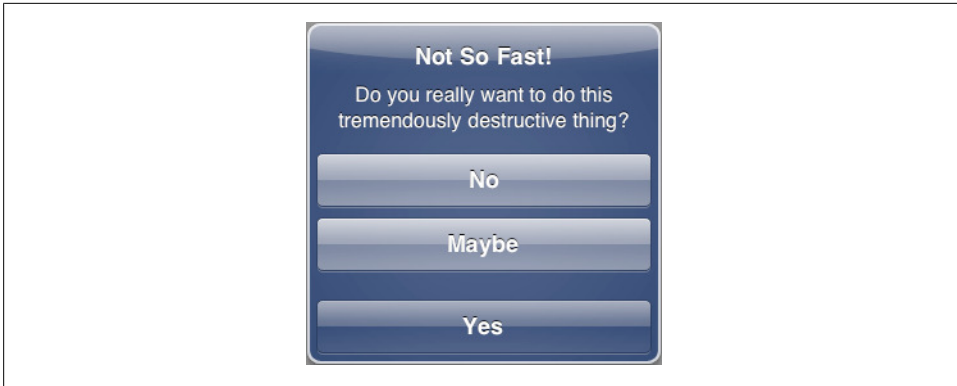 Not So Fast!
Do you really want to do this
tremendously destructive thing?
No
Maybe
Yes